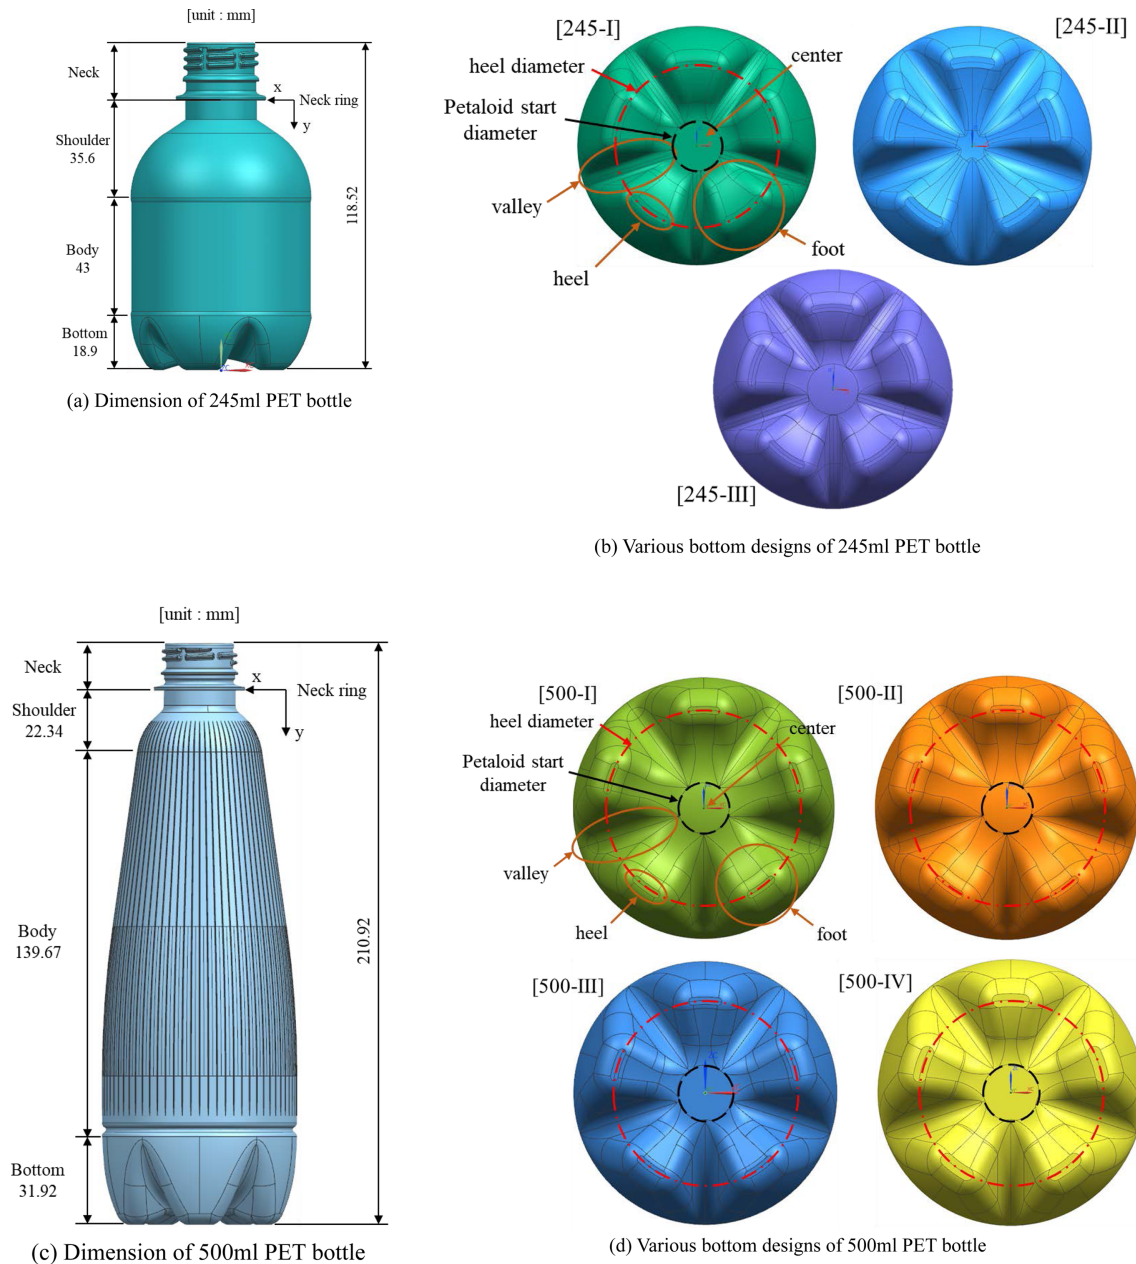 [unit : mm]
Neck
x
Neck ring
y
Shoulder
35.6
118.52
Body
43
Bottom
18.9
(a) Dimension of 245ml PET bottle
[245-I]
[245-II]
heel diameter
center
Petaloid start
diameter
valley
foot
heel
[245-III]
(b) Various bottom designs of 245ml PET bottle
[unit : mm]
Neck
x
Neck ring
Shoulder
22.34
y
Body
139.67
210.92
Bottom
31.92
(c) Dimension of 500ml PET bottle
[500-I]
[500-II]
heel diameter
center
Petaloid start
diameter
valley
heel
foot
[500-III]
[500-IV]
(d) Various bottom designs of 500ml PET bottle